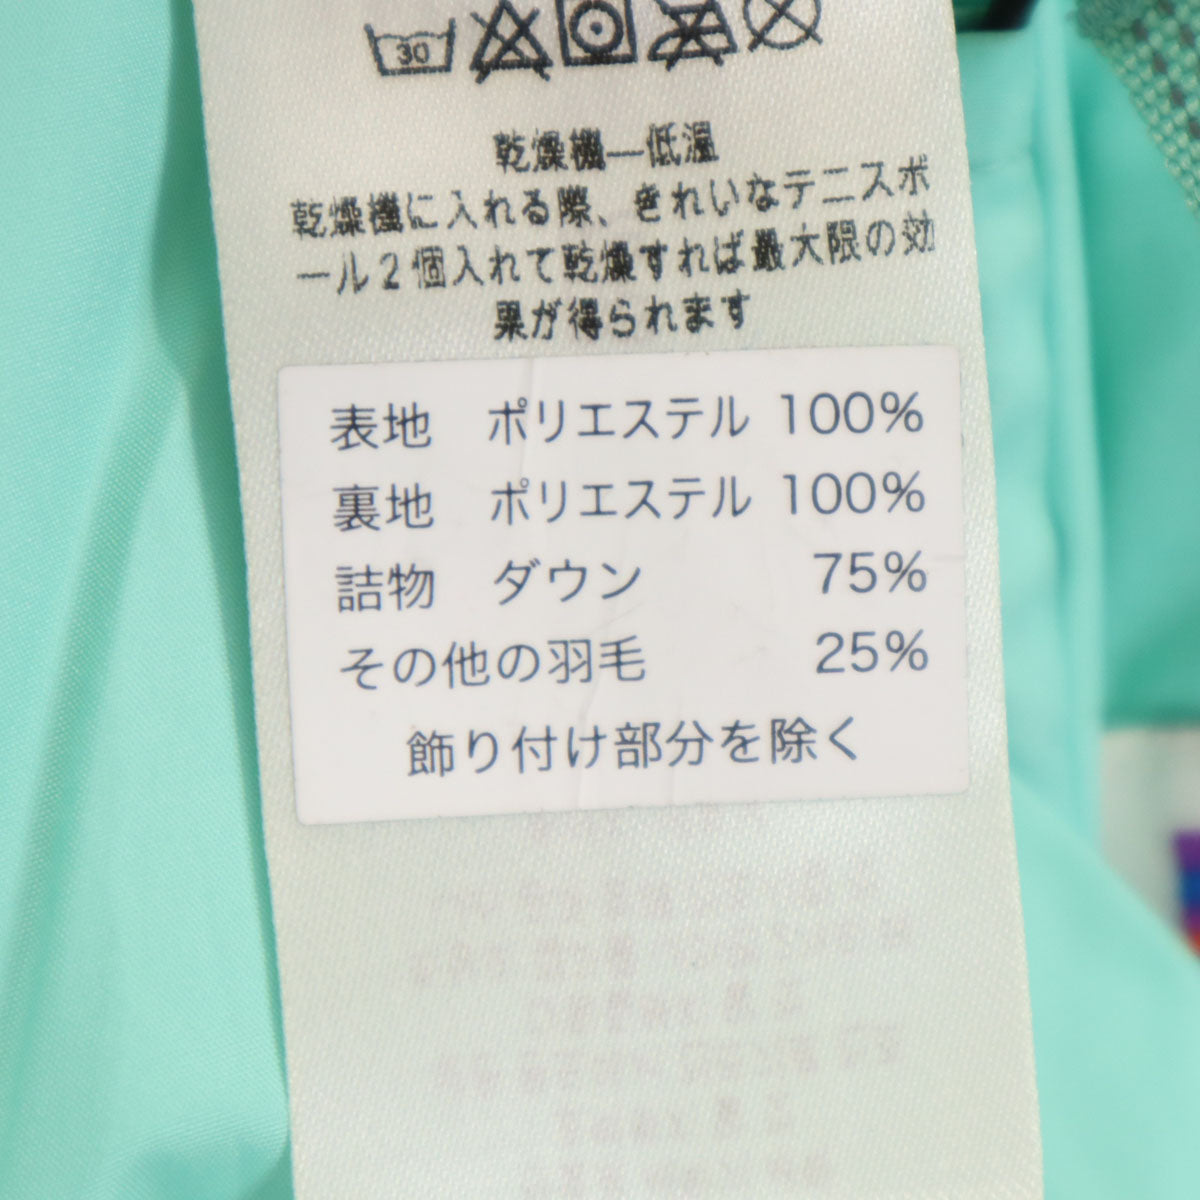 30
乾燥機—低温
乾燥機に入れる際、きれいなテニスボ
ール2個入れて乾燥すれば最大限の効
果が得られます
表地 ポリエステル 100%
裏地 ポリエステル 100%
詰物 ダウン 75%
その他の羽毛 25%
飾り付け部分を除く